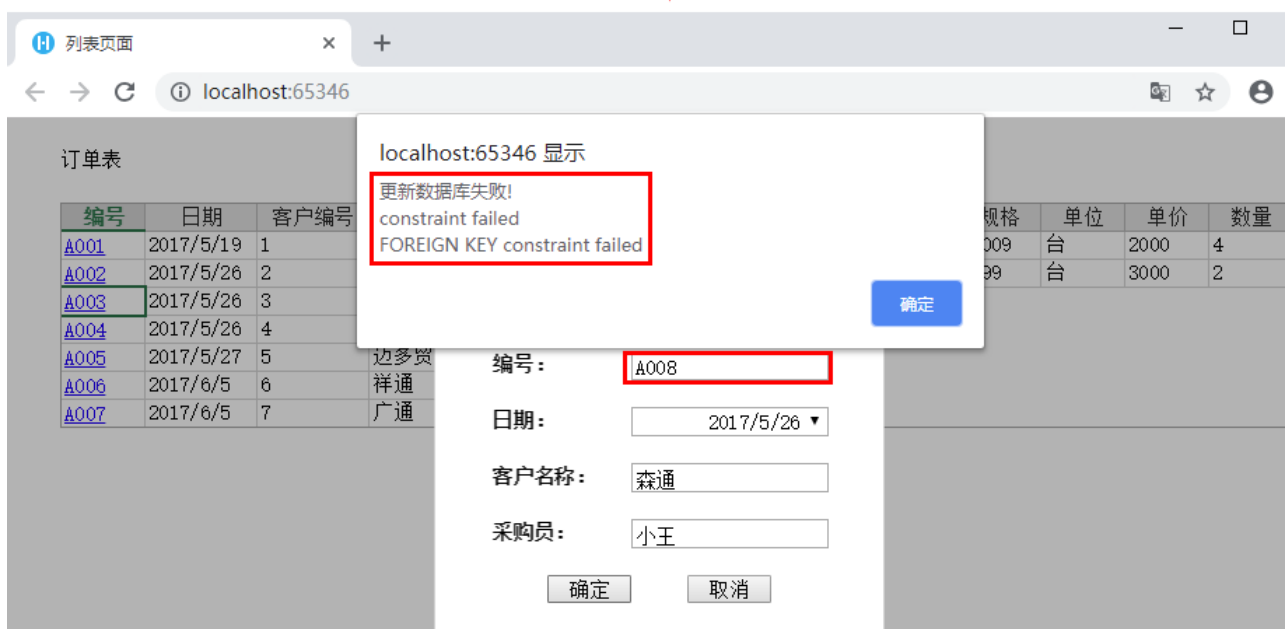 列表页面
localhost:65346
localhost:65346 显示
更新数据库失败!
constraint failed
FOREIGN KEY constraint failed
确定
订单表
编号 日期 客户编号 规格 单位 单价 数量
A001 2017/5/19 1 009 台 2000 4
A002 2017/5/26 2 99 台 3000 2
A003 2017/5/26 3
A004 2017/5/26 4
A005 2017/5/27 5 迈多贸
A006 2017/6/5 6 祥通
A007 2017/6/5 7 广通
编号： A008
日期： 2017/5/26
客户名称： 森通
采购员： 小王
确定 取消